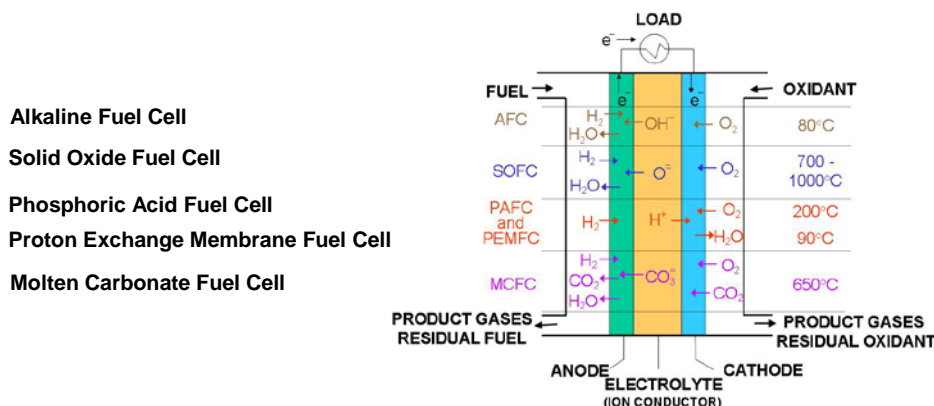 Alkaline Fuel Cell
Solid Oxide Fuel Cell
Phosphoric Acid Fuel Cell
Proton Exchange Membrane Fuel Cell
Molten Carbonate Fuel Cell
LOAD
e⁻
FUEL
e⁻
e⁻
OXIDANT
AFC
H₂
H₂O
OH⁻
O₂
80°C
SOFC
H₂
H₂O
O⁼
O₂
700 -
1000°C
PAFC
and
PEMFC
H₂
H⁺
O₂
H₂O
200°C
90°C
MCFC
H₂
CO₂
H₂O
CO₃⁼
O₂
CO₂
650°C
PRODUCT GASES
RESIDUAL FUEL
PRODUCT GASES
RESIDUAL OXIDANT
ANODE
ELECTROLYTE
(ION CONDUCTOR)
CATHODE